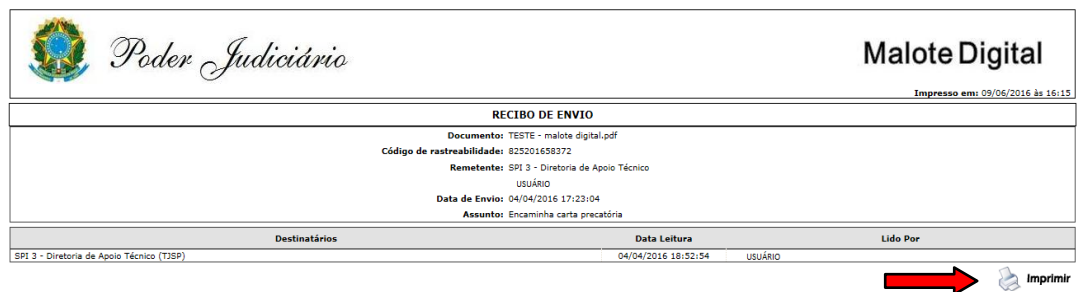 Poder Judiciário
Malote Digital
Impresso em: 09/06/2016 às 16:15
RECIBO DE ENVIO
Documento: TESTE - malote digital.pdf
Código de rastreabilidade: 825201658372
Remetente: SPI 3 - Diretoria de Apoio Técnico
USUÁRIO
Data de Envio: 04/04/2016 17:23:04
Assunto: Encaminha carta precatória
Destinatários Data Leitura Lido Por
SPI 3 - Diretoria de Apoio Técnico (TJSP) 04/04/2016 18:52:54 USUÁRIO
Imprimir